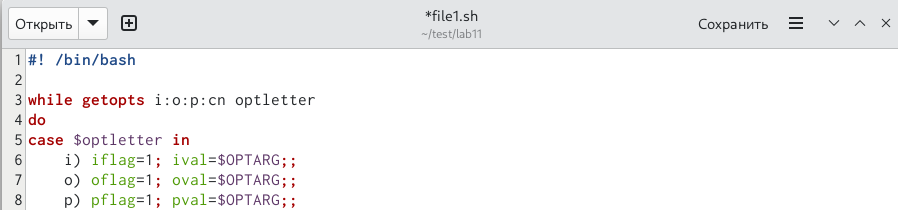 Открыть
*file1.sh
~/test/lab11
Сохранить
1 #! /bin/bash
2
3 while getopts i:o:p:cn optletter
4 do
5 case $optletter in
6     i) iflag=1; ival=$OPTARG;;
7     o) oflag=1; oval=$OPTARG;;
8     p) pflag=1; pval=$OPTARG;;